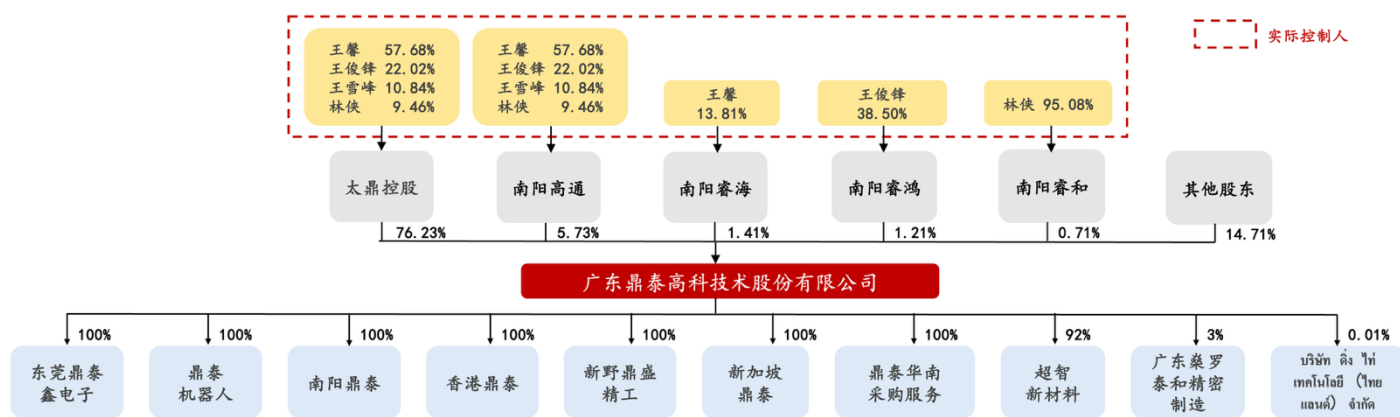 实际控制人
王馨 57.68%
王俊锋 22.02%
王雪峰 10.84%
林侠 9.46%
王馨 57.68%
王俊锋 22.02%
王雪峰 10.84%
林侠 9.46%
王馨
13.81%
王俊锋
38.50%
林侠 95.08%
太鼎控股
南阳高通
南阳睿海
南阳睿鸿
南阳睿和
其他股东
76.23%
5.73%
1.41%
1.21%
0.71%
14.71%
广东鼎泰高科技术股份有限公司
100%
100%
100%
100%
100%
100%
100%
92%
3%
0.01%
东莞鼎泰
鑫电子
鼎泰
机器人
南阳鼎泰
香港鼎泰
新野鼎盛
精工
新加坡
鼎泰
鼎泰华南
采购服务
超智
新材料
广东燊罗
泰和精密
制造
บริษัท ติ่ง ไท่
เทคโนโลยี (ไทย
แลนด์) จำกัด